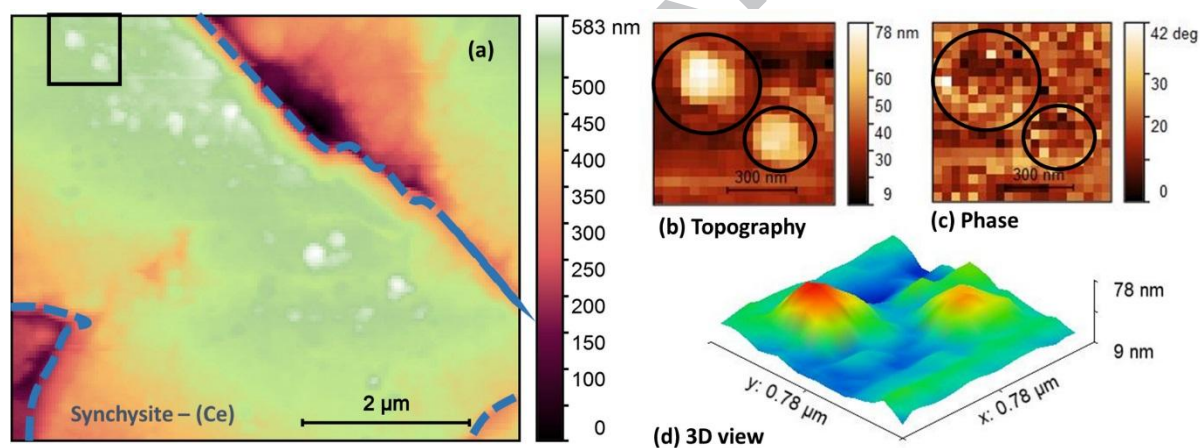 (a)
583 nm
500
450
400
350
300
250
200
150
100
50
0
Synchysite – (Ce)
2 µm
78 nm
60
50
40
30
9
300 nm
(b) Topography
42 deg
30
20
0
300 nm
(c) Phase
78 nm
9 nm
y: 0.78 µm
x: 0.78 µm
(d) 3D view